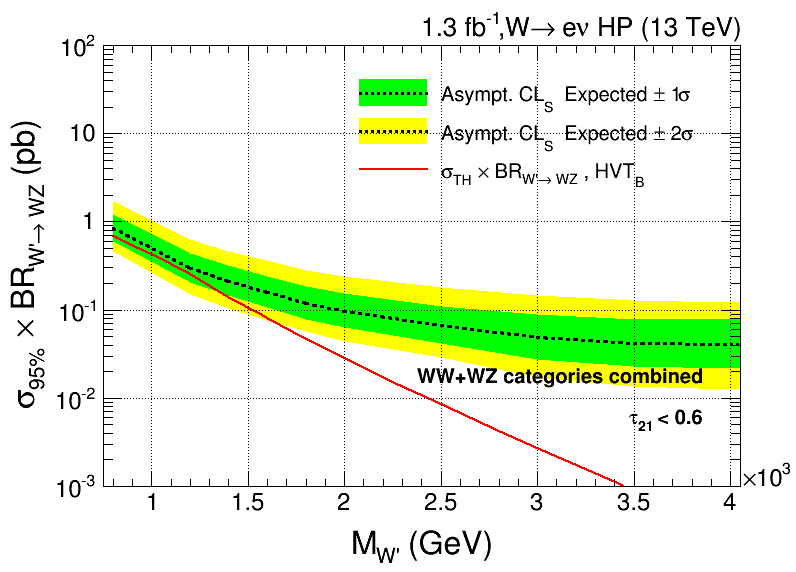 1.3 fb⁻¹,W→ eν HP (13 TeV)
10²
10
1
10⁻¹
10⁻²
10⁻³
σ₉₅% × BR_W'→ WZ (pb)
Asympt. CL_S Expected ± 1σ
Asympt. CL_S Expected ± 2σ
σ_TH × BR_W'→ WZ , HVT_B
WW+WZ categories combined
τ₂₁ < 0.6
1 1.5 2 2.5 3 3.5 4
×10³
M_W' (GeV)